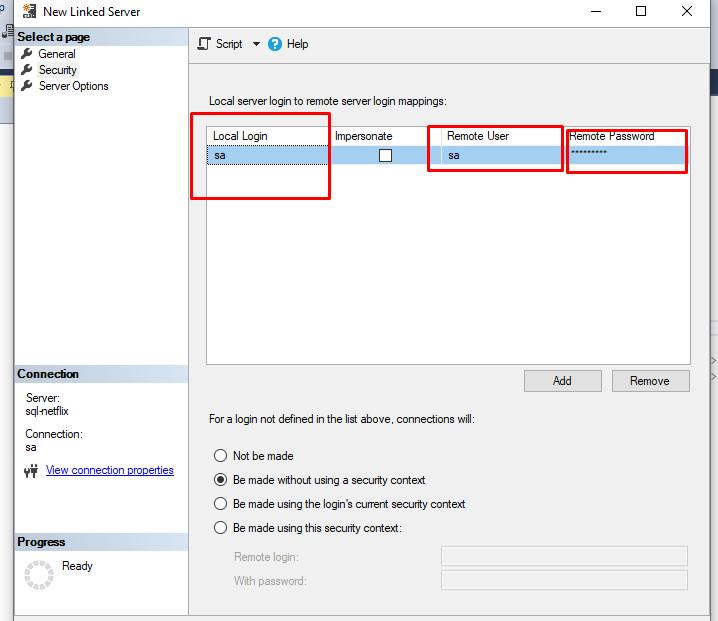 New Linked Server
Select a page
General
Security
Server Options
Script
Help
Local server login to remote server login mappings:
Local Login Impersonate Remote User Remote Password
sa sa *********
Add Remove
For a login not defined in the list above, connections will:
Not be made
Be made without using a security context
Be made using the login's current security context
Be made using this security context:
Remote login:
With password:
Connection
Server:
sql-netflix
Connection:
sa
View connection properties
Progress
Ready